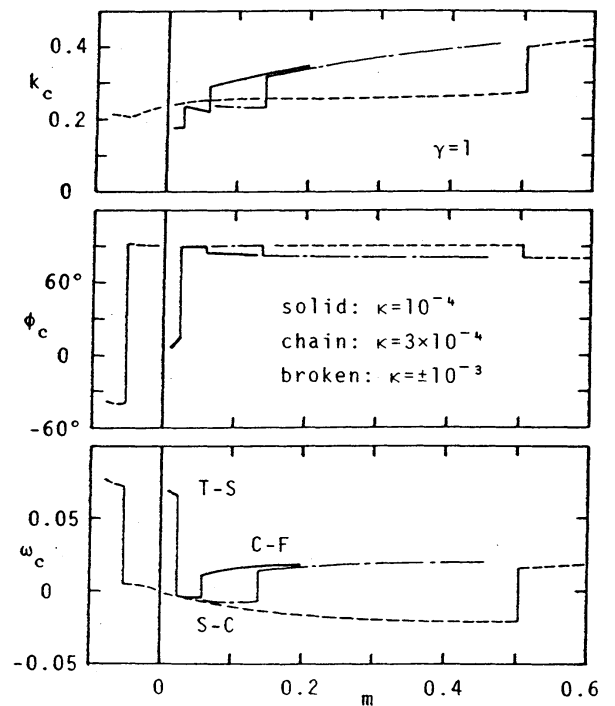 0.4
k_c
0.2
γ=1
0
60°
solid: κ=10⁻⁴
ϕ_c
chain: κ=3×10⁻⁴
0
broken: κ=±10⁻³
-60°
T-S
0.05
C-F
ω_c
0
S-C
-0.05
0 0.2 m 0.4 0.6